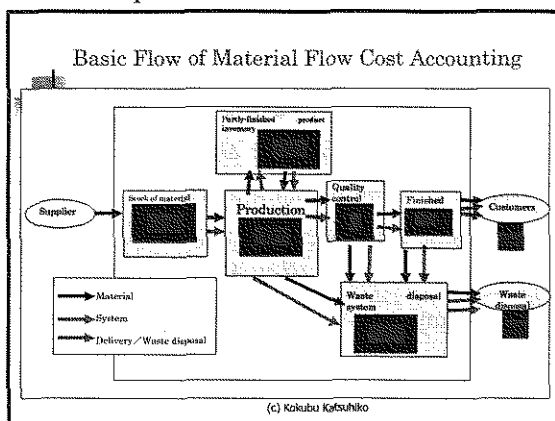 Basic Flow of Material Flow Cost Accounting
Partly-finished product
inventory
Stock of material
Production
Quality
control
Finished
Supplier
Customers
Waste disposal
system
Waste
disposal
Material
System
Delivery/Waste disposal
(c) Kokubu Katsuhiko